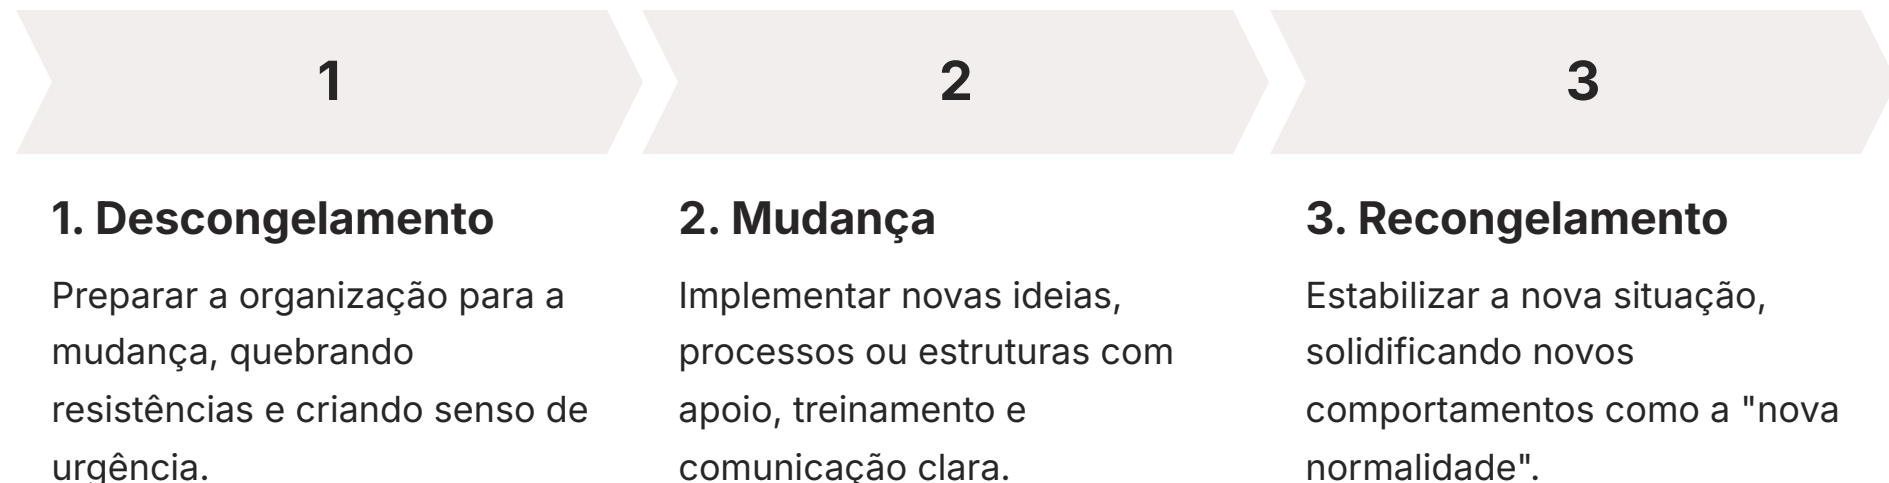 1
2
3
1. Descongelamento
Preparar a organização para a
mudança, quebrando
resistências e criando senso de
urgência.
2. Mudança
Implementar novas ideias,
processos ou estruturas com
apoio, treinamento e
comunicação clara.
3. Recongelamento
Estabilizar a nova situação,
solidificando novos
comportamentos como a "nova
normalidade".